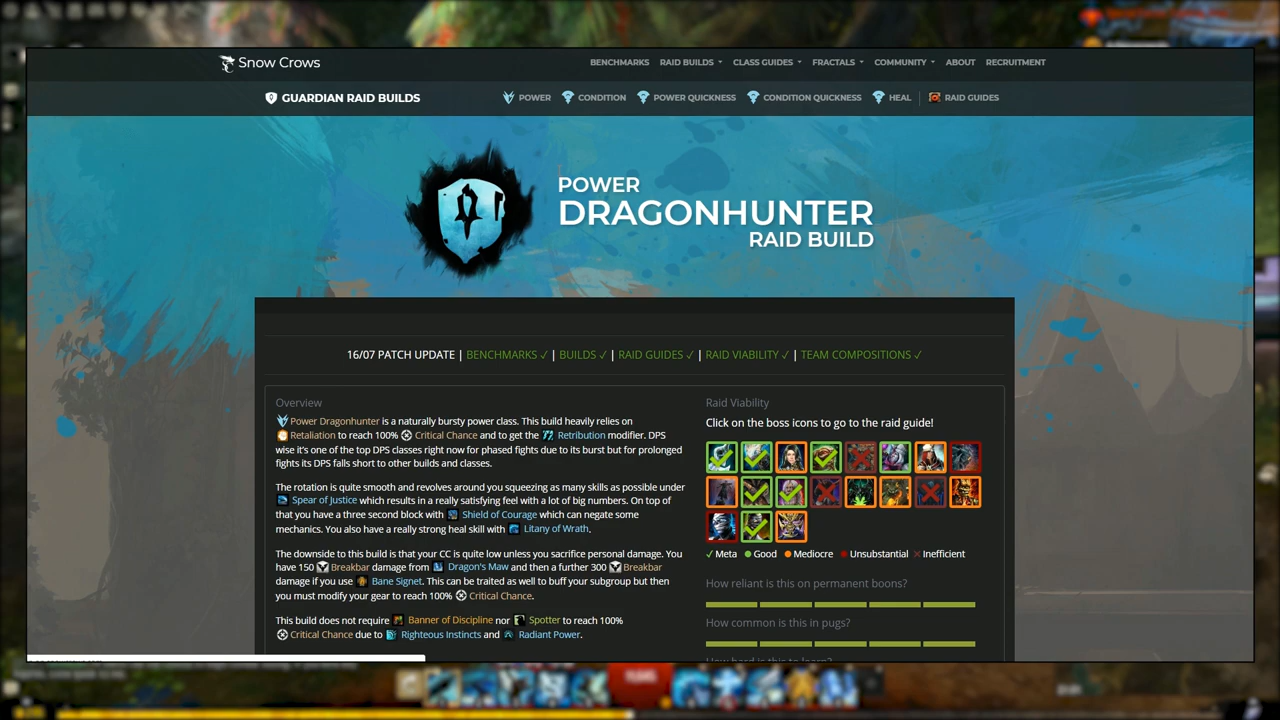 Snow Crows
BENCHMARKS RAID BUILDS CLASS GUIDES FRACTALS COMMUNITY ABOUT RECRUITMENT
GUARDIAN RAID BUILDS
POWER CONDITION POWER QUICKNESS CONDITION QUICKNESS HEAL RAID GUIDES
POWER
DRAGONHUNTER
RAID BUILD
16/07 PATCH UPDATE | BENCHMARKS ✓ | BUILDS ✓ | RAID GUIDES ✓ | RAID VIABILITY ✓ | TEAM COMPOSITIONS ✓
Overview
Power Dragonhunter is a naturally bursty power class. This build heavily relies on
Retaliation to reach 100% Critical Chance and to get the Retribution modifier. DPS
wise it's one of the top DPS classes right now for phased fights due to its burst but for prolonged
fights its DPS falls short to other builds and classes.
The rotation is quite smooth and revolves around you squeezing as many skills as possible under
Spear of Justice which results in a really satisfying feel with a lot of big numbers. On top of
that you have a three second block with Shield of Courage which can negate some
mechanics. You also have a really strong heal skill with Litany of Wrath.
The downside to this build is that your CC is quite low unless you sacrifice personal damage. You
have 150 Breakbar damage from Dragon's Maw and then a further 300 Breakbar
damage if you use Bane Signet. This can be traited as well to buff your subgroup but then
you must modify your gear to reach 100% Critical Chance.
This build does not require Banner of Discipline nor Spotter to reach 100%
Critical Chance due to Righteous Instincts and Radiant Power.
Raid Viability
Click on the boss icons to go to the raid guide!
✓ Meta Good Mediocre Unsubstantial × Inefficient
How reliant is this on permanent boons?
How common is this in pugs?